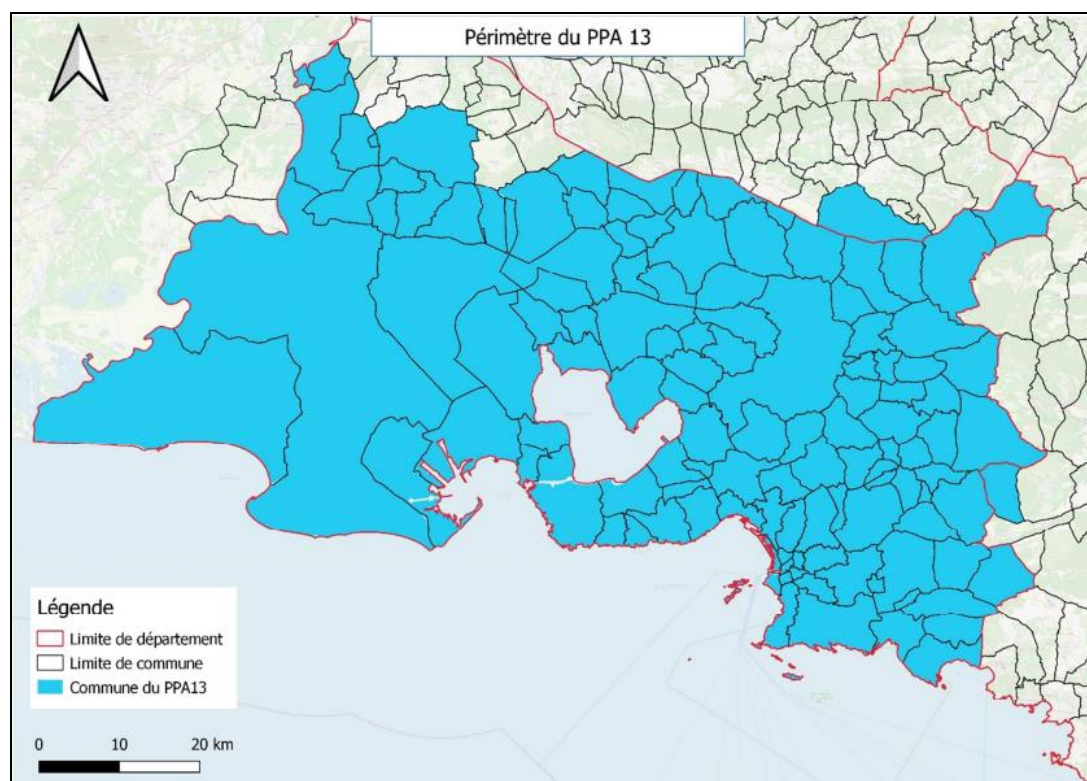 Périmètre du PPA 13
Légende
Limite de département
Limite de commune
Commune du PPA13
0 10 20 km